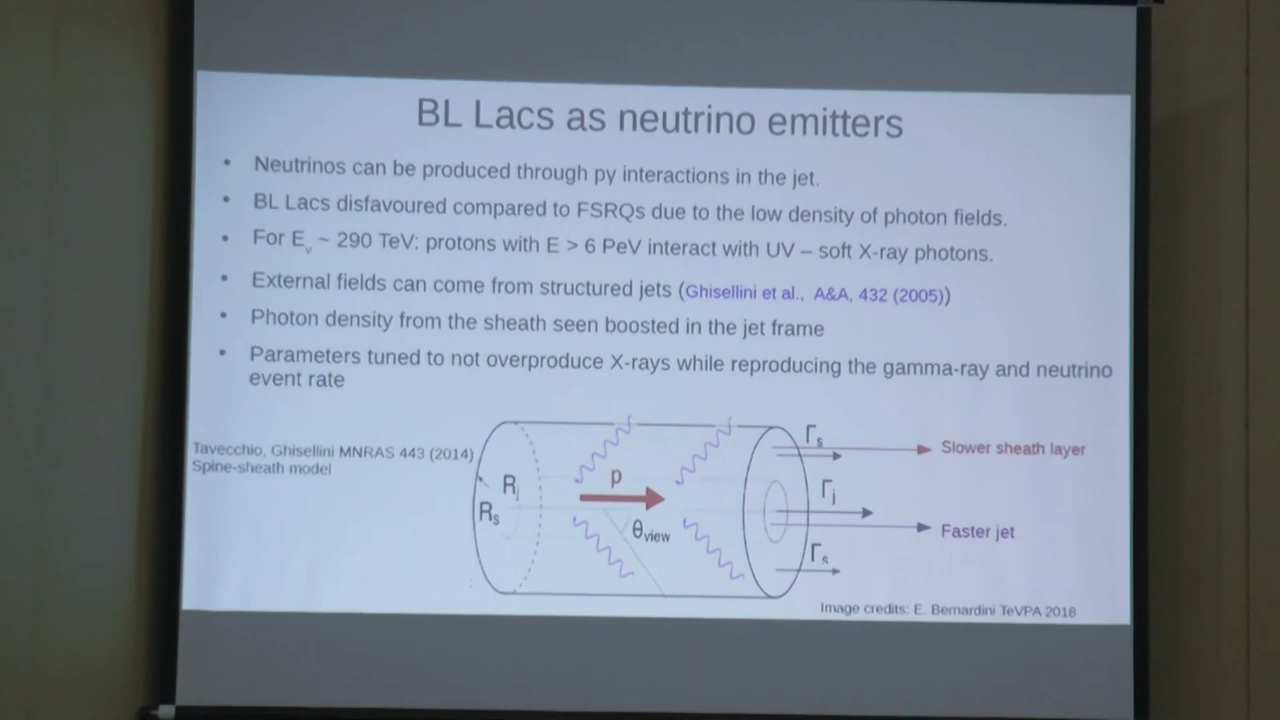 BL Lacs as neutrino emitters
• Neutrinos can be produced through pγ interactions in the jet.
• BL Lacs disfavoured compared to FSRQs due to the low density of photon fields.
• For Eν ~ 290 TeV: protons with E > 6 PeV interact with UV – soft X-ray photons.
• External fields can come from structured jets (Ghisellini et al., A&A, 432 (2005))
• Photon density from the sheath seen boosted in the jet frame
• Parameters tuned to not overproduce X-rays while reproducing the gamma-ray and neutrino
event rate
Tavecchio, Ghisellini MNRAS 443 (2014)
Spine-sheath model
Rj
Rs
p
θview
Γs
Slower sheath layer
Γj
Faster jet
Γs
Image credits: E. Bernardini TeVPA 2018